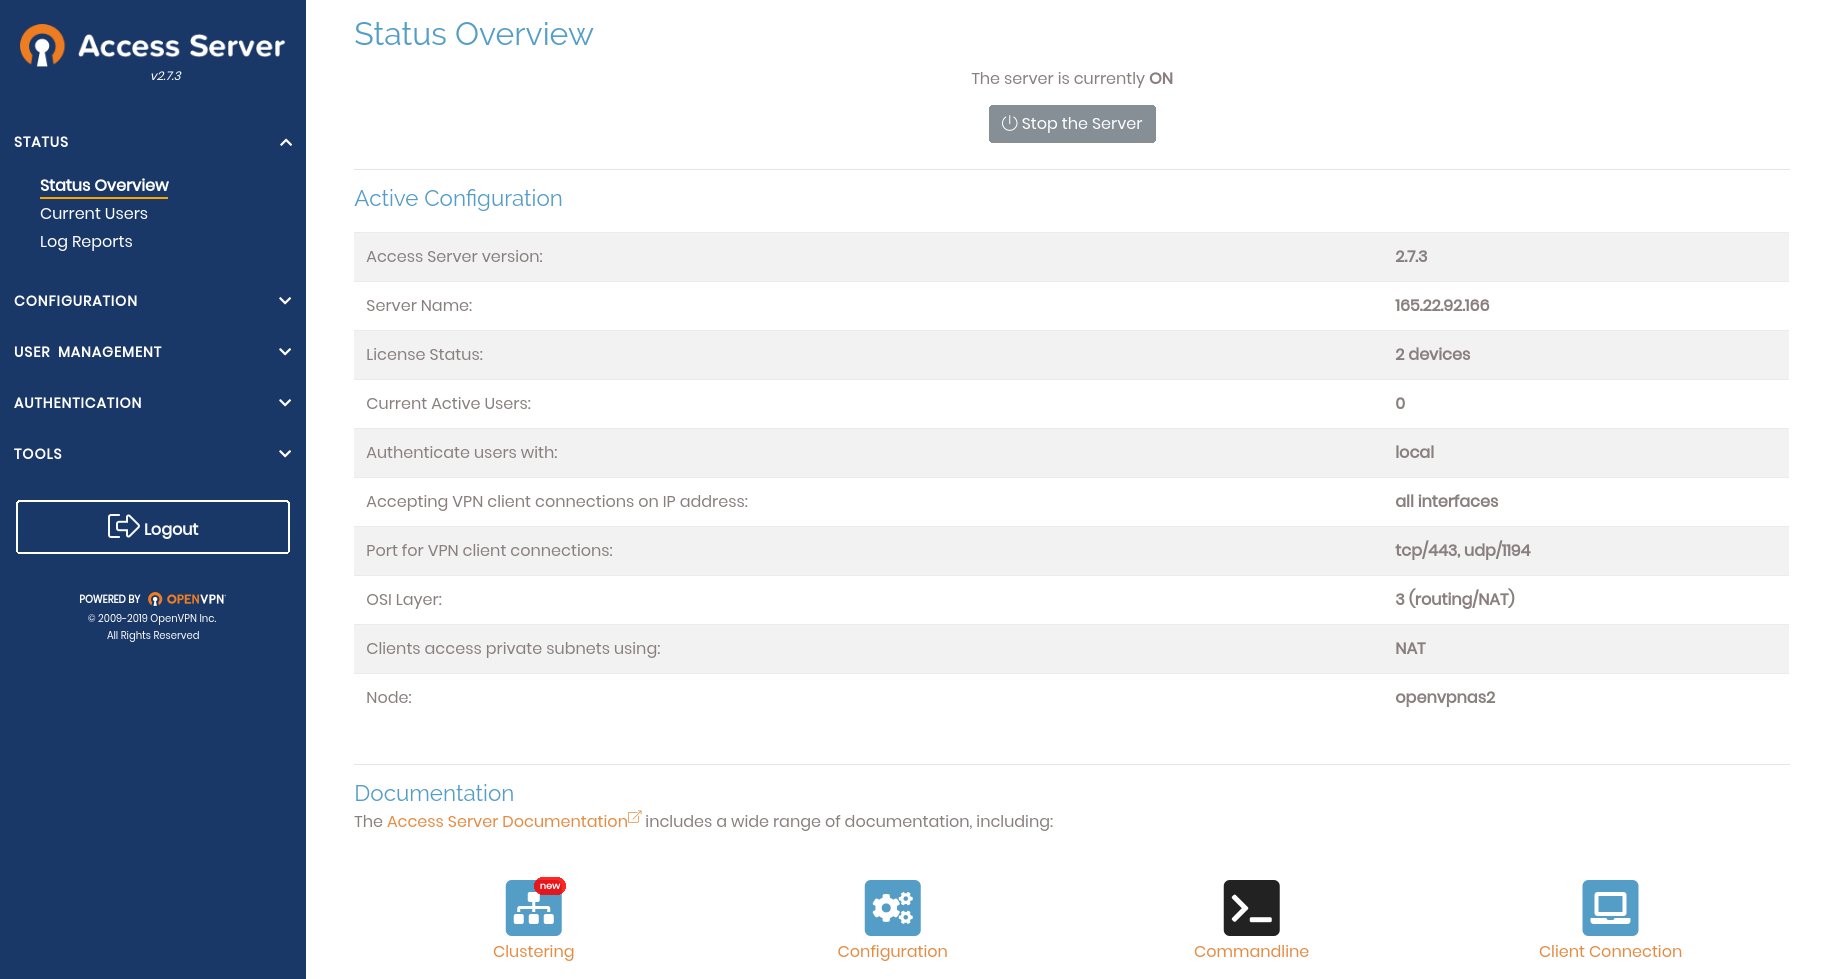 Access Server
v2.7.3
STATUS
Status Overview
Current Users
Log Reports
CONFIGURATION
USER MANAGEMENT
AUTHENTICATION
TOOLS
Logout
POWERED BY OPENVPN
© 2009-2019 OpenVPN Inc.
All Rights Reserved
Status Overview
The server is currently ON
Stop the Server
Active Configuration
Access Server version: 2.7.3
Server Name: 165.22.92.166
License Status: 2 devices
Current Active Users: 0
Authenticate users with: local
Accepting VPN client connections on IP address: all interfaces
Port for VPN client connections: tcp/443, udp/1194
OSI Layer: 3 (routing/NAT)
Clients access private subnets using: NAT
Node: openvpnas2
Documentation
The Access Server Documentation includes a wide range of documentation, including:
new
Clustering
Configuration
Commandline
Client Connection